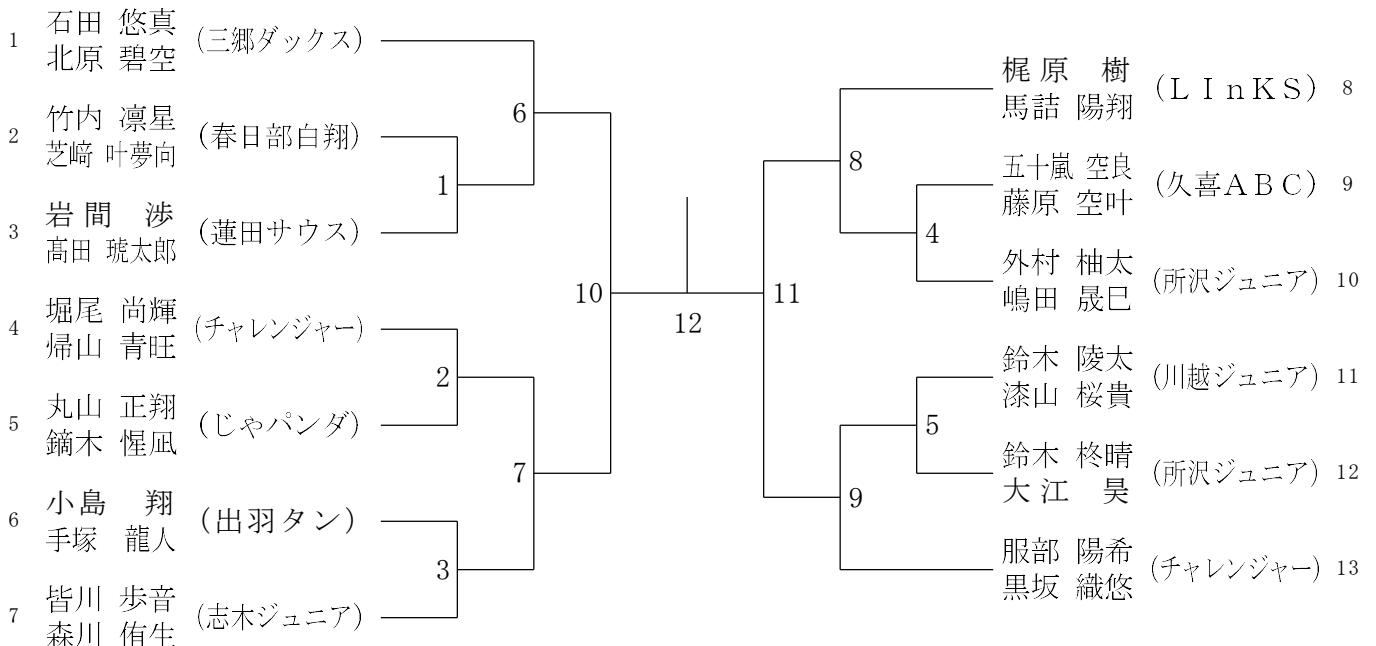 1 石田 悠真 (三郷ダックス)
北原 碧空
2 竹内 凛星 (春日部白翔)
芝﨑 叶夢向
3 岩間 渉 (蓮田サウス)
髙田 琥太郎
4 堀尾 尚輝 (チャレンジャー)
帰山 青旺
5 丸山 正翔 (じゃパンダ)
鏑木 惺凪
6 小島 翔 (出羽タン)
手塚 龍人
7 皆川 歩音 (志木ジュニア)
森川 侑生
6
1
2
7
3
10
12
11
8
4
5
9
梶原 樹 (LInKS) 8
馬詰 陽翔
五十嵐 空良 (久喜ABC) 9
藤原 空叶
外村 柚太 (所沢ジュニア) 10
嶋田 晟巳
鈴木 陵太 (川越ジュニア) 11
漆山 桜貴
鈴木 柊晴 (所沢ジュニア) 12
大江 昊
服部 陽希 (チャレンジャー) 13
黒坂 織悠